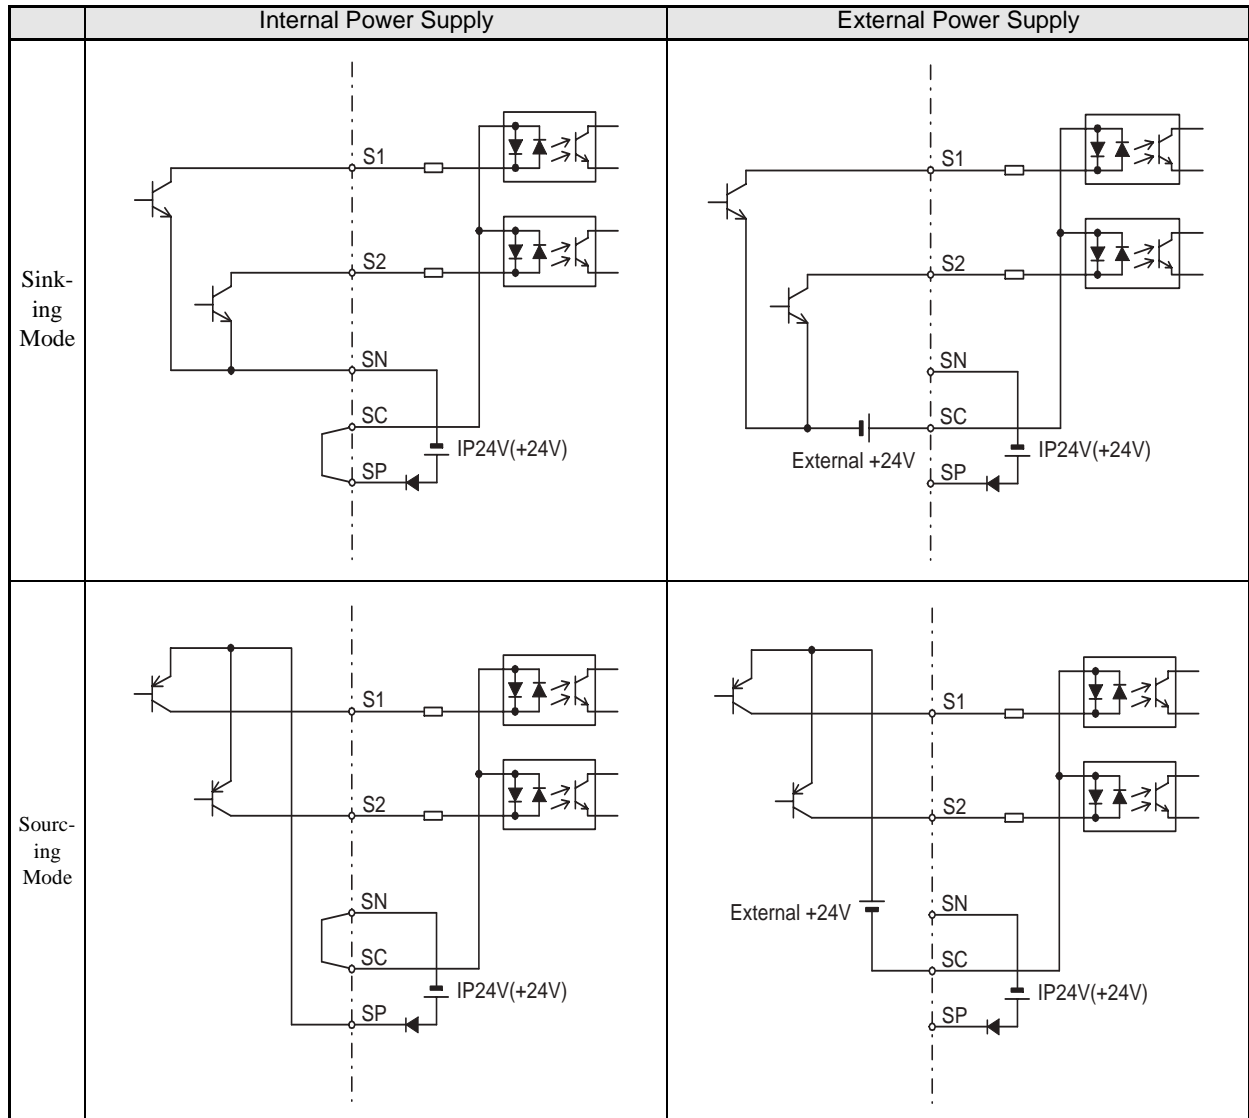 Internal Power Supply
External Power Supply
Sink-
ing
Mode
S1
S2
SN
SC
IP24V(+24V)
SP
S1
S2
SN
SC
External +24V
IP24V(+24V)
SP
Sourc-
ing
Mode
S1
S2
SN
SC
IP24V(+24V)
SP
S1
S2
External +24V
SN
SC
IP24V(+24V)
SP